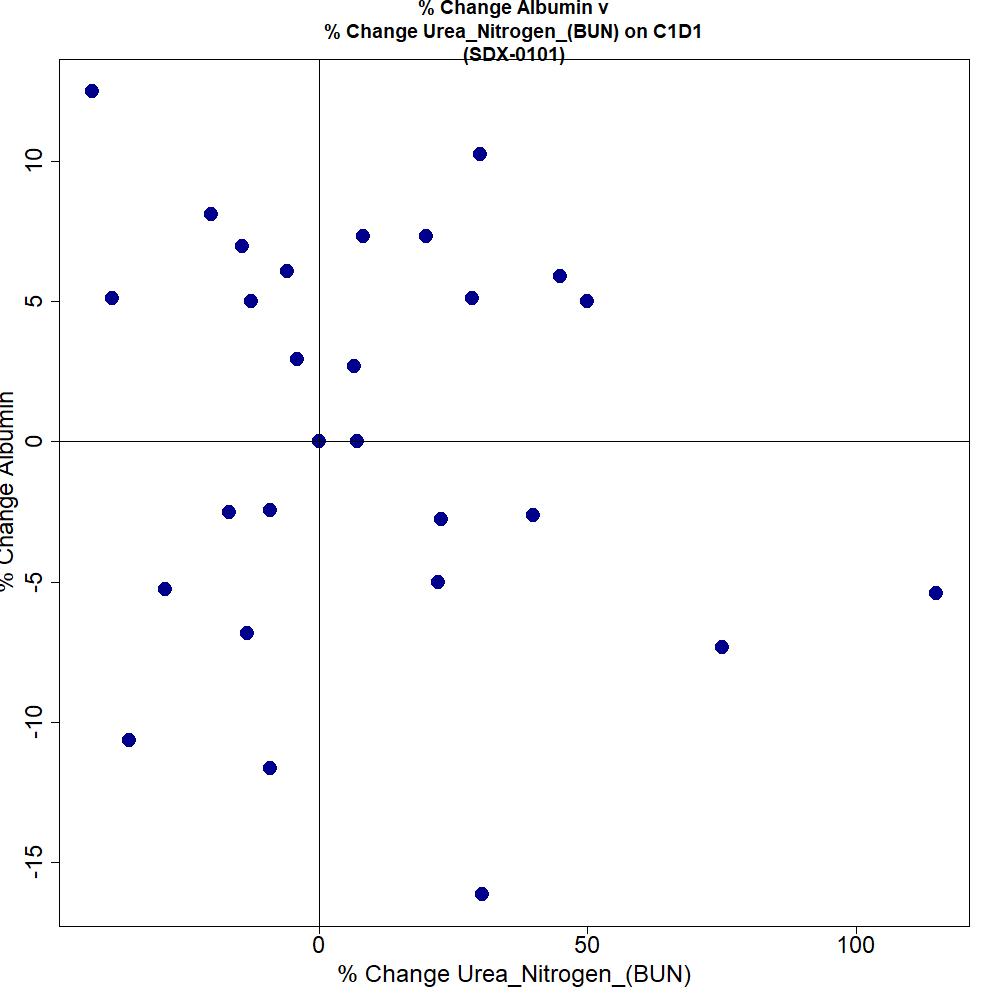 % Change Albumin v
% Change Urea_Nitrogen_(BUN) on C1D1
(SDX-0101)
10
5
0
-5
-10
-15
% Change Albumin
0
50
100
% Change Urea_Nitrogen_(BUN)